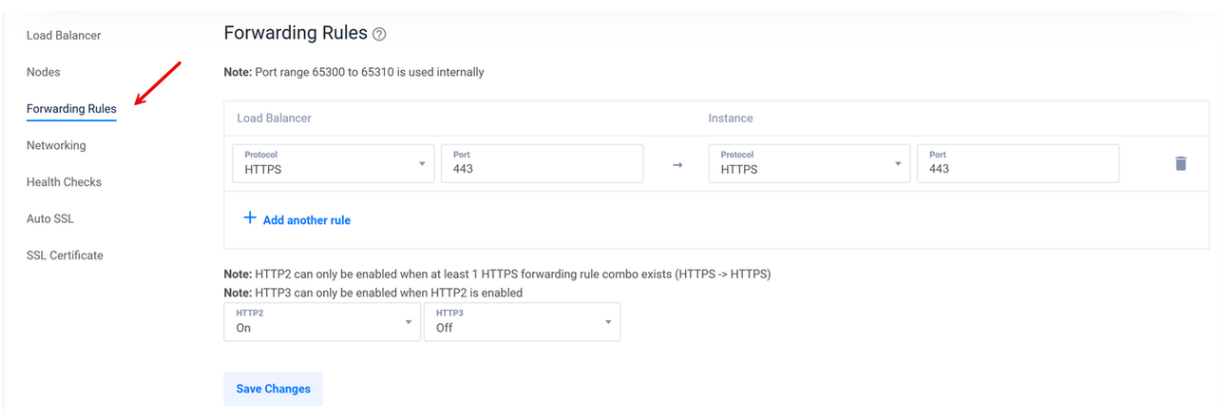 Load Balancer
Nodes
Forwarding Rules
Networking
Health Checks
Auto SSL
SSL Certificate
Forwarding Rules ?
Note: Port range 65300 to 65310 is used internally
Load Balancer Instance
Protocol Port Protocol Port
HTTPS 443 → HTTPS 443
+ Add another rule
Note: HTTP2 can only be enabled when at least 1 HTTPS forwarding rule combo exists (HTTPS -> HTTPS)
Note: HTTP3 can only be enabled when HTTP2 is enabled
HTTP2 HTTP3
On Off
Save Changes